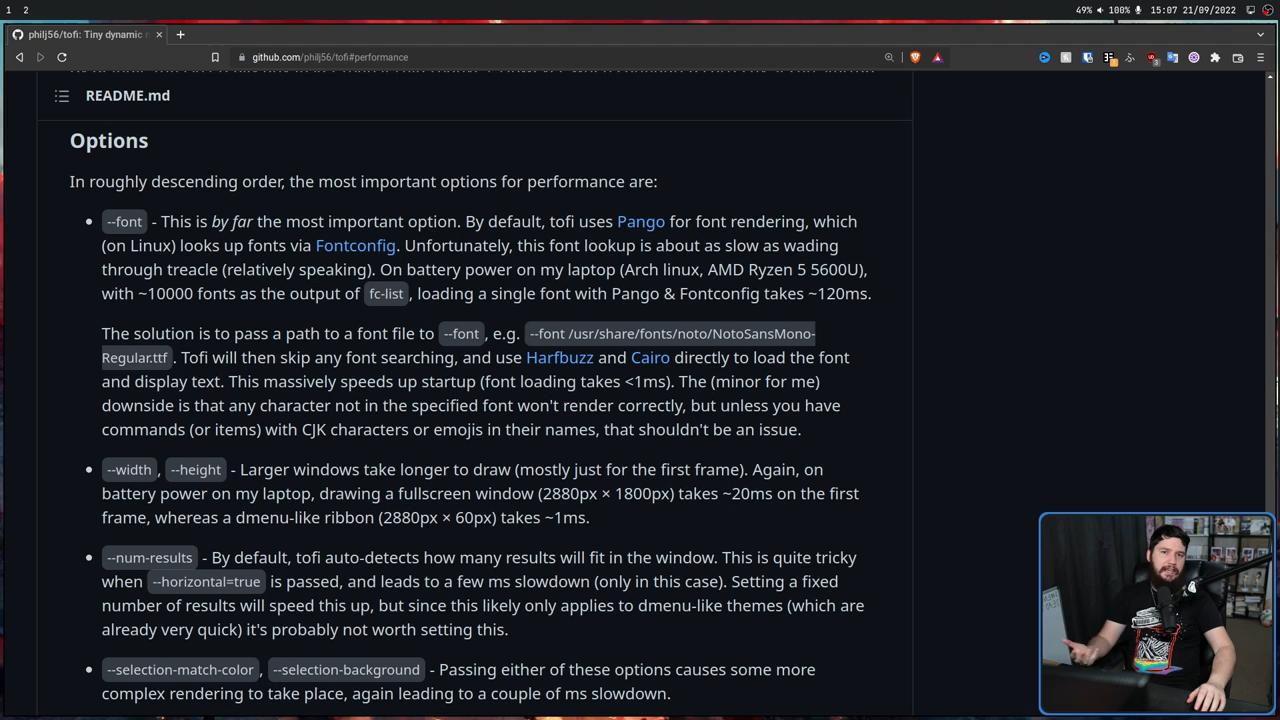 1 2
49% 100% 15:07 21/09/2022
philj56/tofi: Tiny dynamic
github.com/philj56/tofi#performance
README.md
Options
In roughly descending order, the most important options for performance are:
--font - This is by far the most important option. By default, tofi uses Pango for font rendering, which
(on Linux) looks up fonts via Fontconfig. Unfortunately, this font lookup is about as slow as wading
through treacle (relatively speaking). On battery power on my laptop (Arch linux, AMD Ryzen 5 5600U),
with ~10000 fonts as the output of fc-list, loading a single font with Pango & Fontconfig takes ~120ms.
The solution is to pass a path to a font file to --font, e.g. --font /usr/share/fonts/noto/NotoSansMono-
Regular.ttf. Tofi will then skip any font searching, and use Harfbuzz and Cairo directly to load the font
and display text. This massively speeds up startup (font loading takes <1ms). The (minor for me)
downside is that any character not in the specified font won't render correctly, but unless you have
commands (or items) with CJK characters or emojis in their names, that shouldn't be an issue.
--width, --height - Larger windows take longer to draw (mostly just for the first frame). Again, on
battery power on my laptop, drawing a fullscreen window (2880px × 1800px) takes ~20ms on the first
frame, whereas a dmenu-like ribbon (2880px × 60px) takes ~1ms.
--num-results - By default, tofi auto-detects how many results will fit in the window. This is quite tricky
when --horizontal=true is passed, and leads to a few ms slowdown (only in this case). Setting a fixed
number of results will speed this up, but since this likely only applies to dmenu-like themes (which are
already very quick) it's probably not worth setting this.
--selection-match-color, --selection-background - Passing either of these options causes some more
complex rendering to take place, again leading to a couple of ms slowdown.